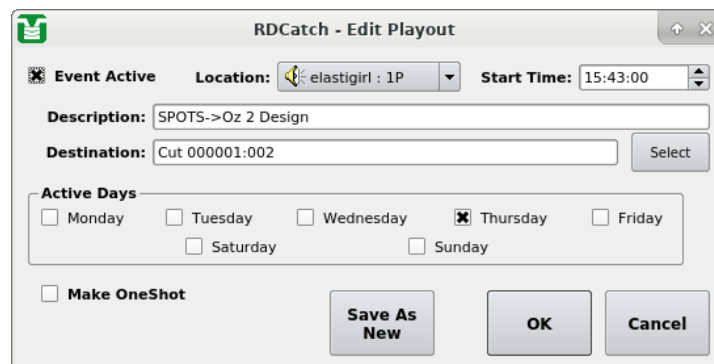 RDCatch - Edit Playout
Event Active Location: elastigirl : 1P Start Time: 15:43:00
Description: SPOTS->Oz 2 Design
Destination: Cut 000001:002 Select
Active Days
Monday Tuesday Wednesday Thursday Friday
Saturday Sunday
Make OneShot
Save As
New
OK
Cancel